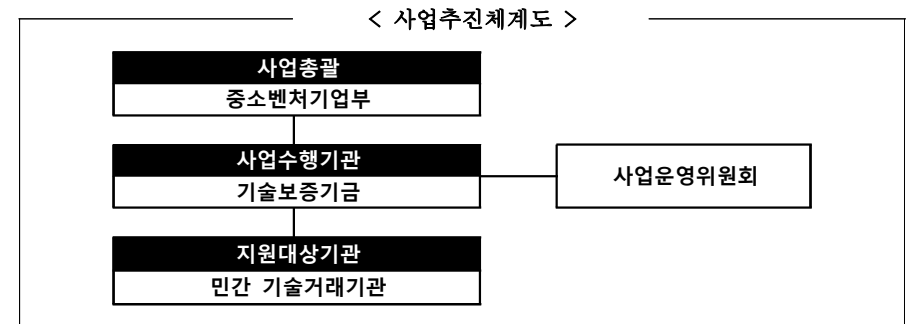 < 사업추진체계도 >
사업총괄
중소벤처기업부
사업수행기관
기술보증기금
사업운영위원회
지원대상기관
민간 기술거래기관